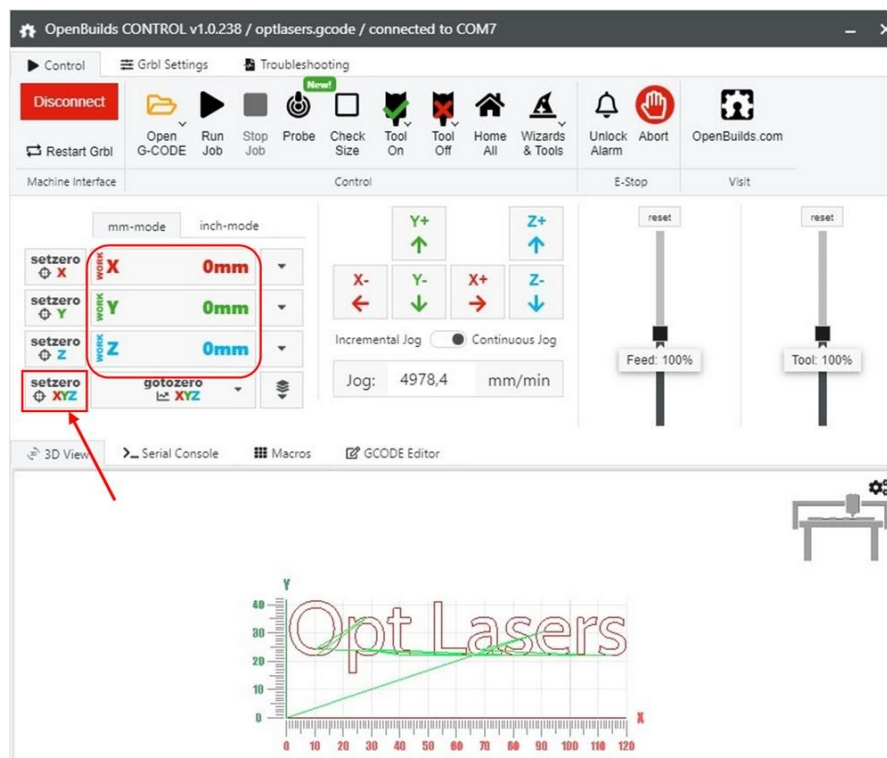 OpenBuilds CONTROL v1.0.238 / optlasers.gcode / connected to COM7
Control
Grbl Settings
Troubleshooting
Disconnect
Restart Grbl
Open
G-CODE
Run
Job
Stop
Job
New!
Probe
Check
Size
Tool
On
Tool
Off
Home
All
Wizards
& Tools
Unlock
Alarm
Abort
OpenBuilds.com
Machine Interface
Control
E-Stop
Visit
mm-mode
inch-mode
setzero
X
WORK
X
0mm
setzero
Y
WORK
Y
0mm
setzero
Z
WORK
Z
0mm
setzero
XYZ
gotozero
XYZ
Y+
Z+
X-
Y-
X+
Z-
Incremental Jog
Continuous Jog
Jog:
4978,4
mm/min
reset
Feed: 100%
reset
Tool: 100%
3D View
Serial Console
Macros
GCODE Editor
Y
40
30
20
10
0
Opt Lasers
X
0 10 20 30 40 50 60 70 80 90 100 110 120